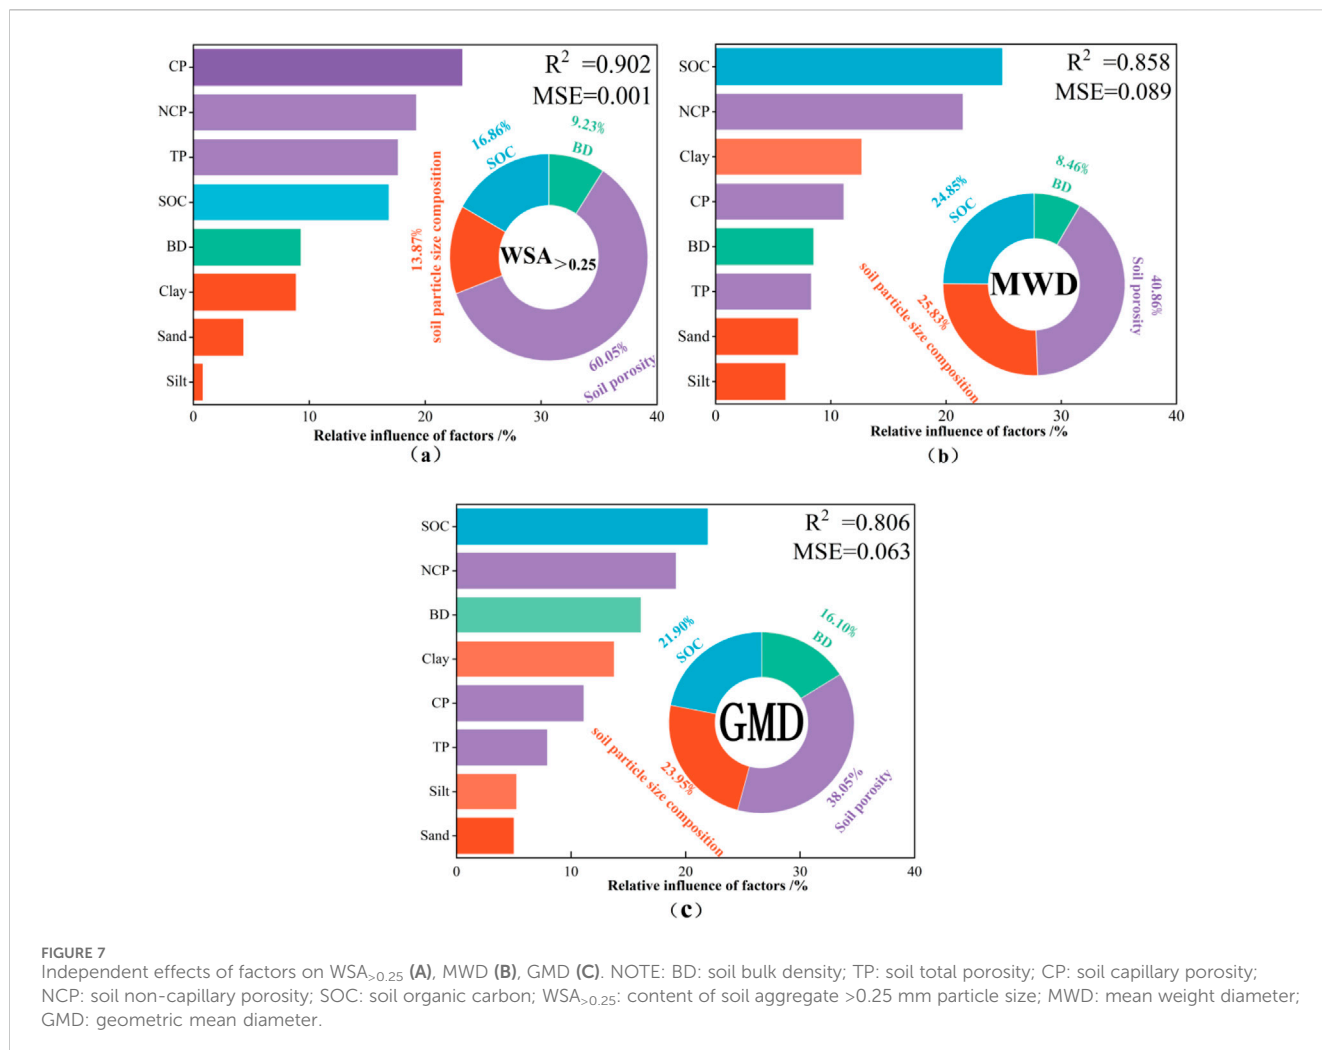 R² =0.902
MSE=0.001
CP
NCP
TP
SOC
BD
Clay
Sand
Silt
16.86%
SOC
9.23%
BD
13.87%
soil particle size composition
WSA>0.25
60.05%
Soil porosity
0 10 20 30 40
Relative influence of factors /%
(a)
R² =0.858
MSE=0.089
SOC
NCP
Clay
CP
BD
TP
Sand
Silt
24.85%
SOC
8.46%
BD
25.83%
soil particle size composition
MWD
40.86%
Soil porosity
0 10 20 30 40
Relative influence of factors /%
(b)
R² =0.806
MSE=0.063
SOC
NCP
BD
Clay
CP
TP
Silt
Sand
21.90%
SOC
16.10%
BD
23.95%
soil particle size composition
GMD
38.05%
Soil porosity
0 10 20 30 40
Relative influence of factors /%
(c)
FIGURE 7
Independent effects of factors on WSA>0.25 (A), MWD (B), GMD (C). NOTE: BD: soil bulk density; TP: soil total porosity; CP: soil capillary porosity;
NCP: soil non-capillary porosity; SOC: soil organic carbon; WSA>0.25: content of soil aggregate >0.25 mm particle size; MWD: mean weight diameter;
GMD: geometric mean diameter.